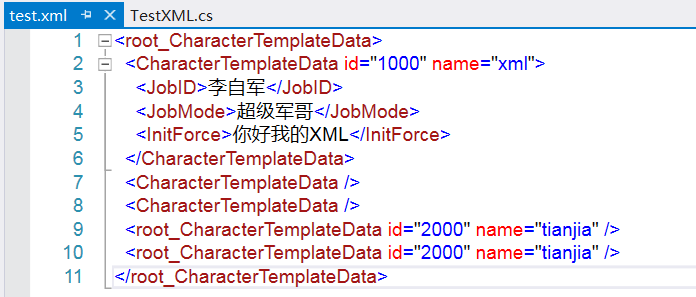 test.xml TestXML.cs
1 <root_CharacterTemplateData>
2 <CharacterTemplateData id="1000" name="xml">
3 <JobID>李自军</JobID>
4 <JobMode>超级军哥</JobMode>
5 <InitForce>你好我的XML</InitForce>
6 </CharacterTemplateData>
7 <CharacterTemplateData />
8 <CharacterTemplateData />
9 <root_CharacterTemplateData id="2000" name="tianjia" />
10 <root_CharacterTemplateData id="2000" name="tianjia" />
11 </root_CharacterTemplateData>